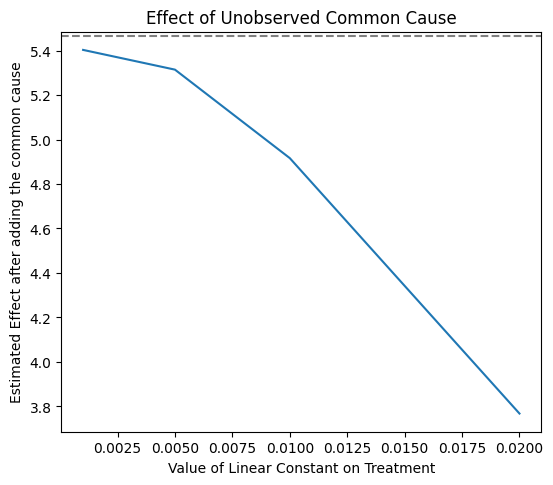 Effect of Unobserved Common Cause
Estimated Effect after adding the common cause
5.4
5.2
5.0
4.8
4.6
4.4
4.2
4.0
3.8
0.0025 0.0050 0.0075 0.0100 0.0125 0.0150 0.0175 0.0200
Value of Linear Constant on Treatment